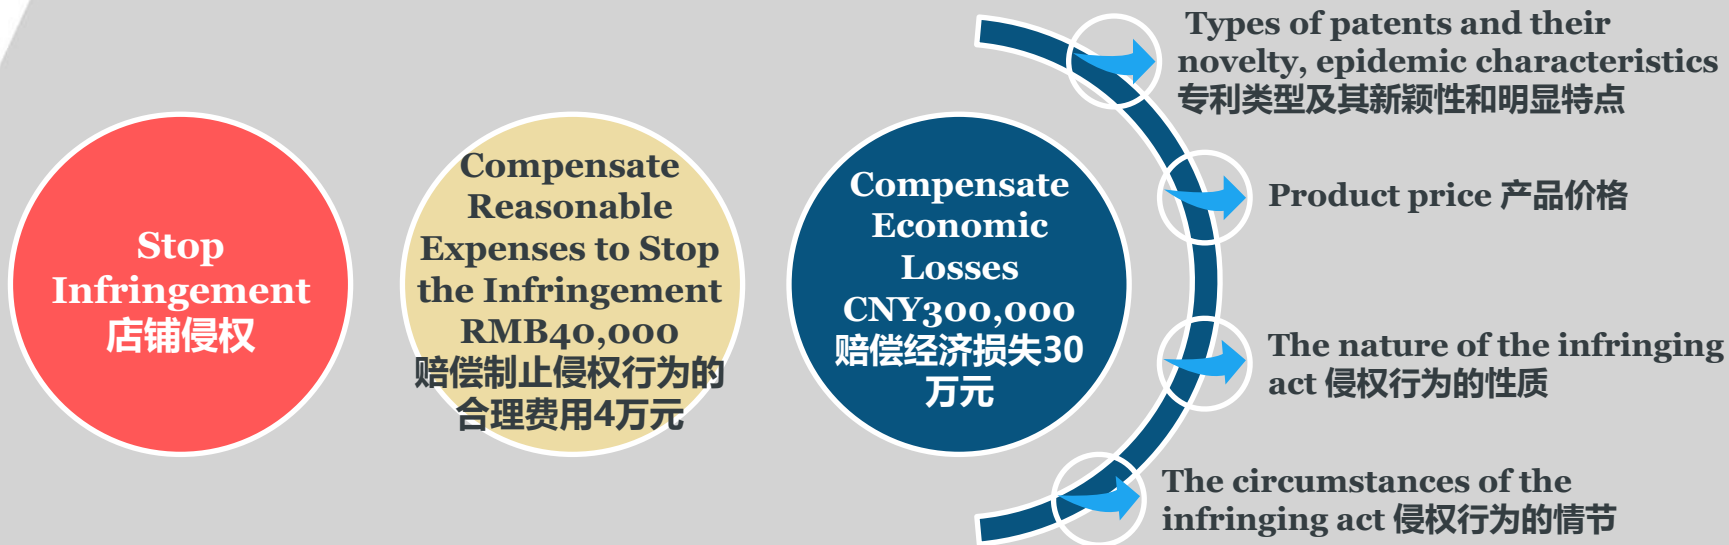 Stop
Infringement
店铺侵权
Compensate
Reasonable
Expenses to Stop
the Infringement
RMB40,000
赔偿制止侵权行为的
合理费用4万元
Compensate
Economic
Losses
CNY300,000
赔偿经济损失30
万元
Types of patents and their
novelty, epidemic characteristics
专利类型及其新颖性和明显特点
Product price 产品价格
The nature of the infringing
act 侵权行为的性质
The circumstances of the
infringing act 侵权行为的情节